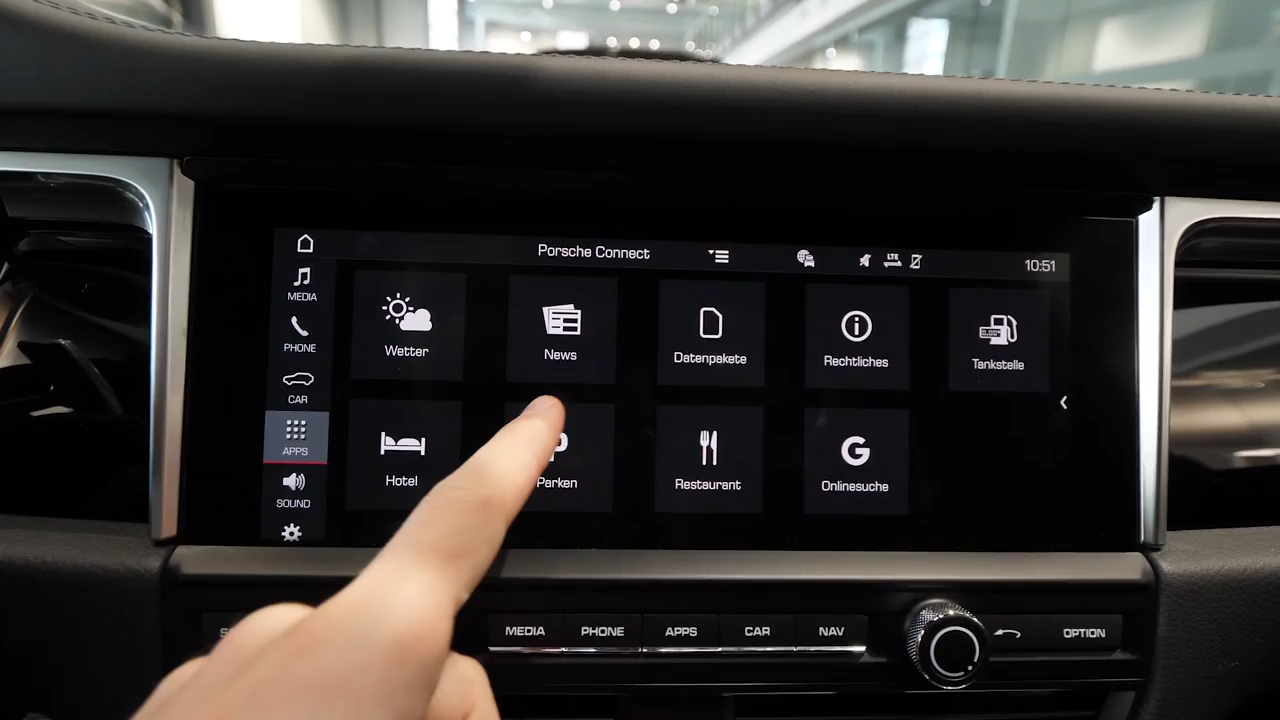 Porsche Connect
LTE
10:51
MEDIA
PHONE
CAR
APPS
SOUND
Wetter
News
Datenpakete
Rechtliches
Tankstelle
Hotel
Parken
Restaurant
G
Onlinesuche
MEDIA
PHONE
APPS
CAR
NAV
OPTION